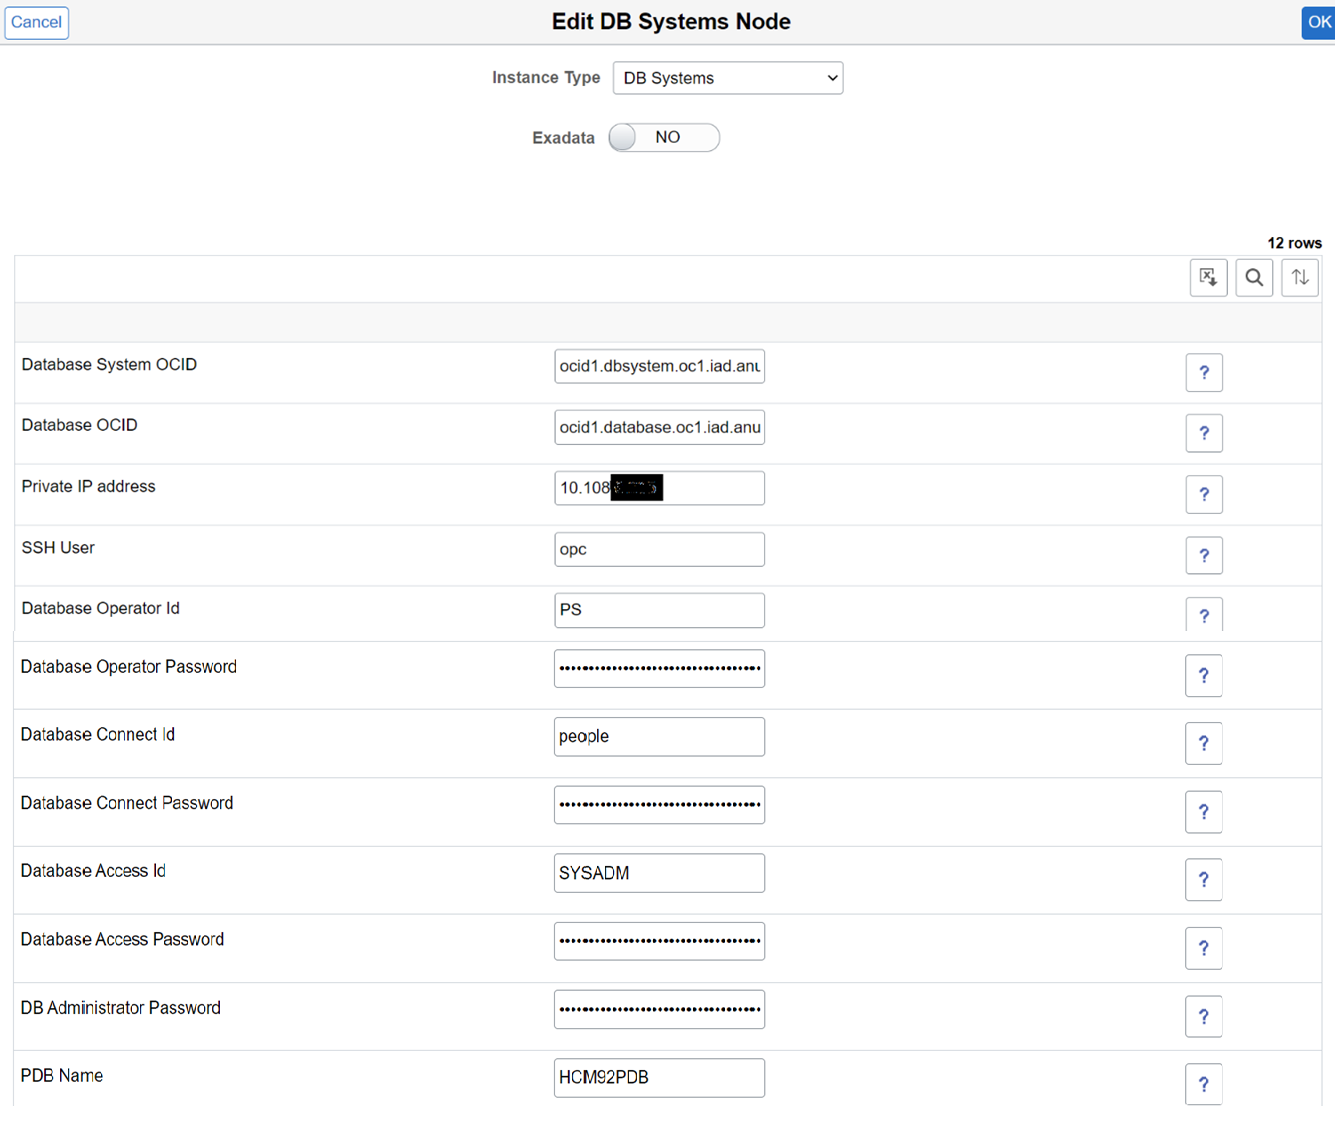 Cancel
Edit DB Systems Node
OK
Instance Type DB Systems
Exadata NO
12 rows
Database System OCID ocid1.dbsystem.oc1.iad.anu ?
Database OCID ocid1.database.oc1.iad.anu ?
Private IP address 10.108 ?
SSH User opc ?
Database Operator Id PS ?
Database Operator Password ?
Database Connect Id people ?
Database Connect Password ?
Database Access Id SYSADM ?
Database Access Password ?
DB Administrator Password ?
PDB Name HCM92PDB ?